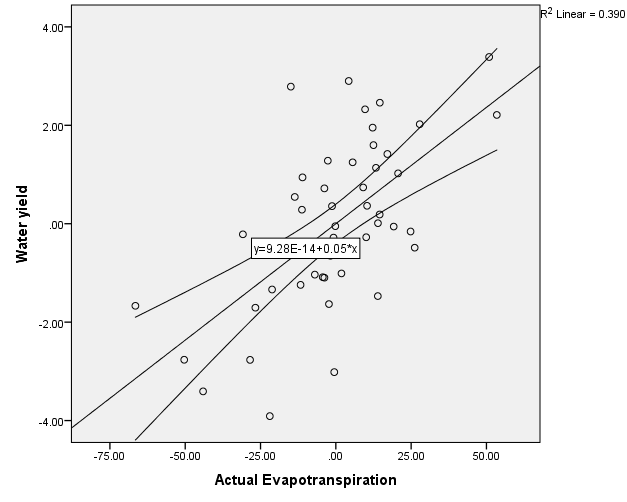 R2 Linear = 0.390
4.00
2.00
.00
-2.00
-4.00
Water yield
y=9.28E-14+0.05*x
-75.00 -50.00 -25.00 .00 25.00 50.00
Actual Evapotranspiration